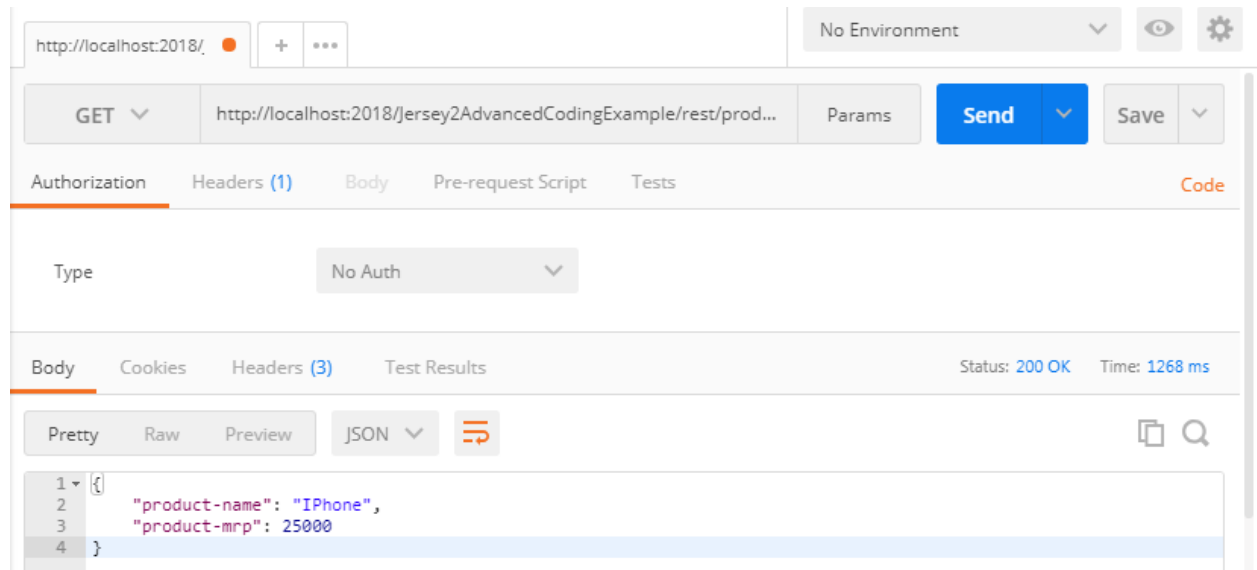 http://localhost:2018/J
No Environment
GET http://localhost:2018/Jersey2AdvancedCodingExample/rest/prod... Params Send Save
Authorization Headers (1) Body Pre-request Script Tests Code
Type No Auth
Body Cookies Headers (3) Test Results Status: 200 OK Time: 1268 ms
Pretty Raw Preview JSON
1 {
2 "product-name": "IPhone",
3 "product-mrp": 25000
4 }